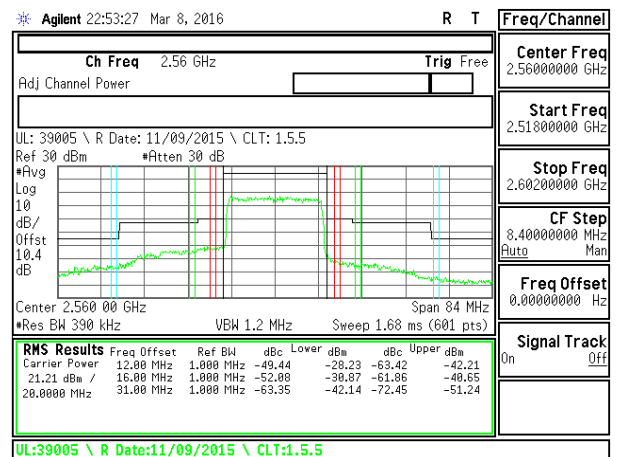 Agilent 22:53:27 Mar 8, 2016 R T
Freq/Channel
Ch Freq 2.56 GHz Trig Free
Adj Channel Power
UL: 39005 \ R Date: 11/09/2015 \ CLT: 1.5.5
Ref 30 dBm #Atten 30 dB
#Avg
Log
10
dB/
Offst
10.4
dB
Center 2.560 00 GHz Span 84 MHz
#Res BW 390 kHz VBW 1.2 MHz Sweep 1.68 ms (601 pts)
RMS Results Freq Offset Ref BW dBc Lower dBm dBc Upper dBm
Carrier Power 12.00 MHz 1.000 MHz -49.44 -28.23 -63.42 -42.21
21.21 dBm / 16.00 MHz 1.000 MHz -52.08 -30.87 -61.86 -40.65
20.0000 MHz 31.00 MHz 1.000 MHz -63.35 -42.14 -72.45 -51.24
UL:39005 \ R Date:11/09/2015 \ CLT:1.5.5
Center Freq
2.56000000 GHz
Start Freq
2.51800000 GHz
Stop Freq
2.60200000 GHz
CF Step
8.40000000 MHz
Auto Man
Freq Offset
0.00000000 Hz
Signal Track
On Off